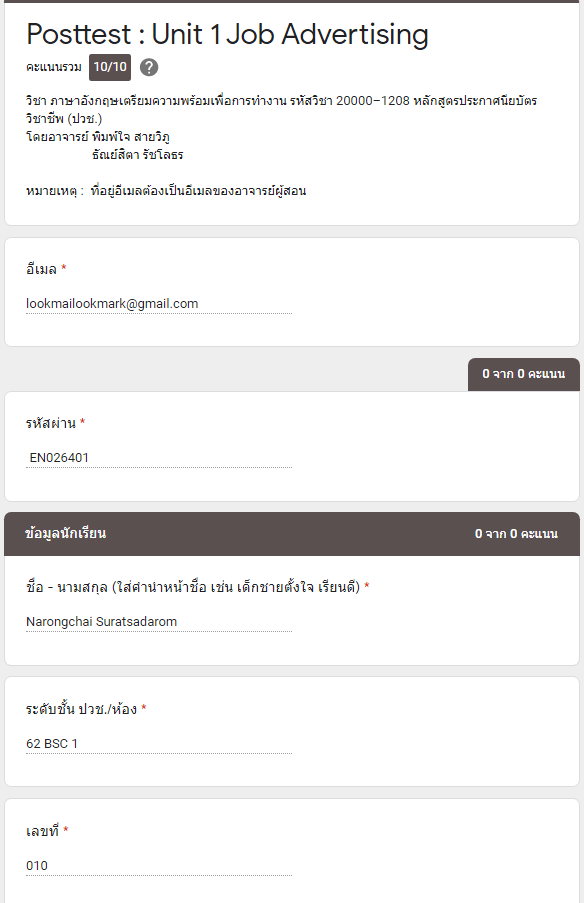 Posttest : Unit 1 Job Advertising
คะแนนรวม 10/10 ?
วิชา ภาษาอังกฤษเตรียมความพร้อมเพื่อการทำงาน รหัสวิชา 20000–1208 หลักสูตรประกาศนียบัตร
วิชาชีพ (ปวช.)
โดยอาจารย์ พิมพ์ใจ สายวิภู
ธัณย์สิตา รัชโลธร
หมายเหตุ : ที่อยู่อีเมลต้องเป็นอีเมลของอาจารย์ผู้สอน
อีเมล *
lookmailookmark@gmail.com
0 จาก 0 คะแนน
รหัสผ่าน *
EN026401
ข้อมูลนักเรียน 0 จาก 0 คะแนน
ชื่อ - นามสกุล (ใส่คำนำหน้าชื่อ เช่น เด็กชายตั้งใจ เรียนดี) *
Narongchai Suratsadarom
ระดับชั้น ปวช./ห้อง *
62 BSC 1
เลขที่ *
010